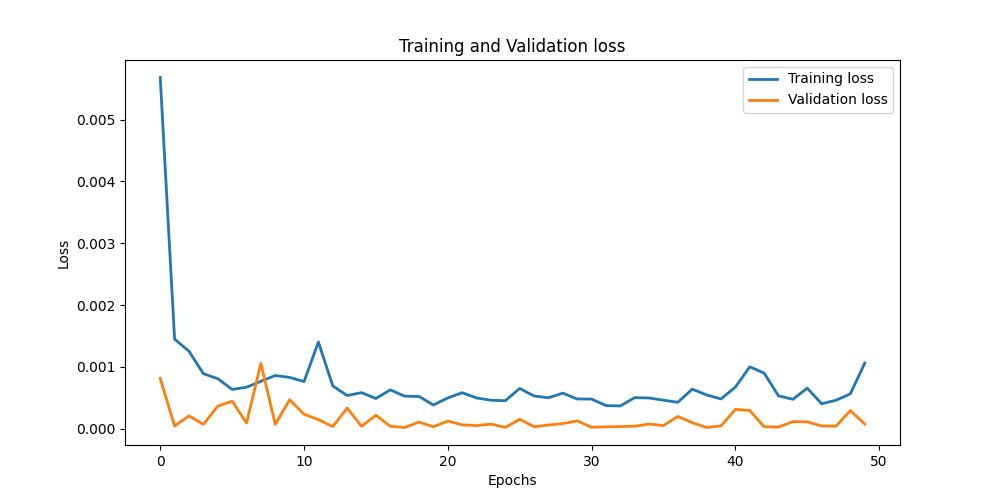 Training and Validation loss
Training loss
Validation loss
0.005
0.004
0.003
0.002
0.001
0.000
Loss
0 10 20 30 40 50
Epochs